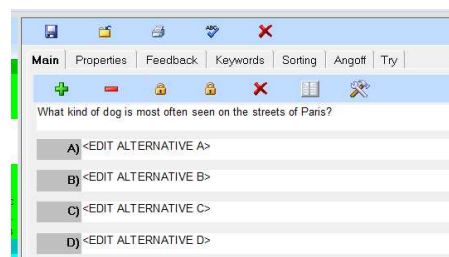 ABC
Main Properties Feedback Keywords Sorting Angoff Try
What kind of dog is most often seen on the streets of Paris?
A) <EDIT ALTERNATIVE A>
B) <EDIT ALTERNATIVE B>
C) <EDIT ALTERNATIVE C>
D) <EDIT ALTERNATIVE D>